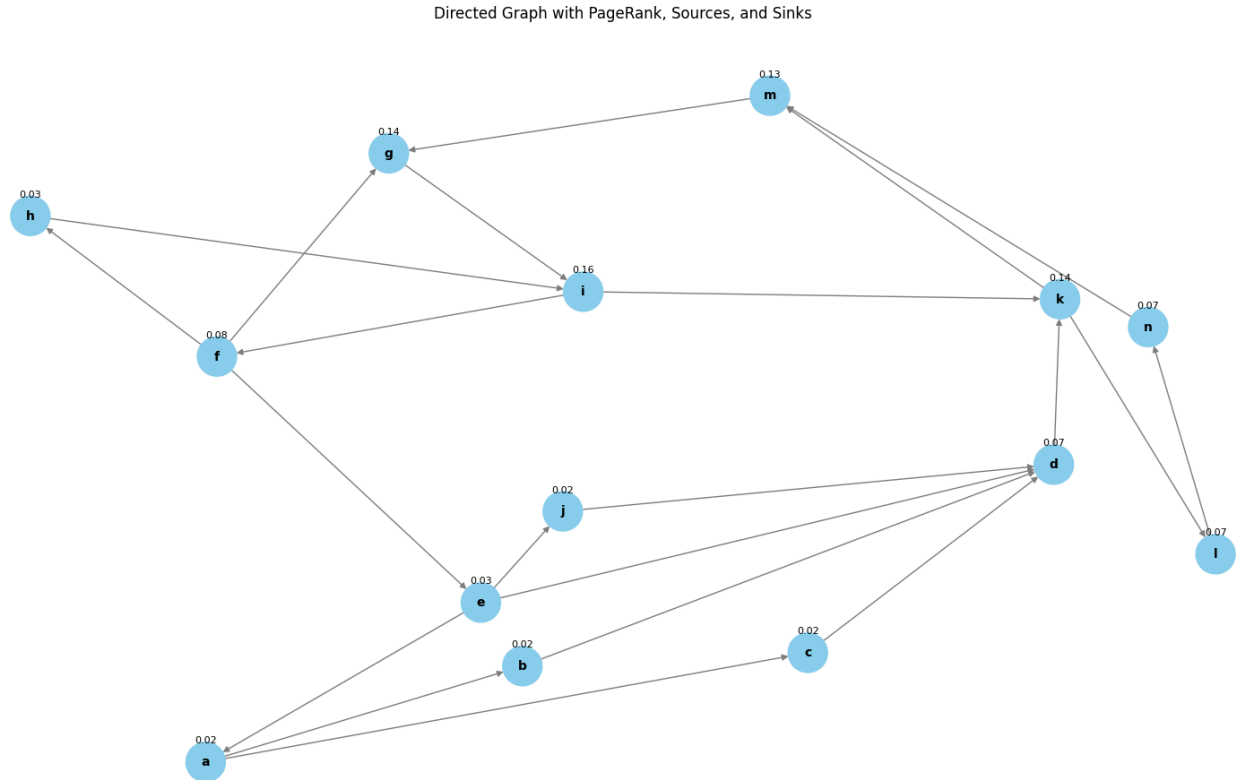 Directed Graph with PageRank, Sources, and Sinks
0.13
m
0.14
g
0.03
h
0.16
i
0.14
k
0.07
n
0.08
f
0.07
d
0.02
j
0.07
l
0.03
e
0.02
b
0.02
c
0.02
a